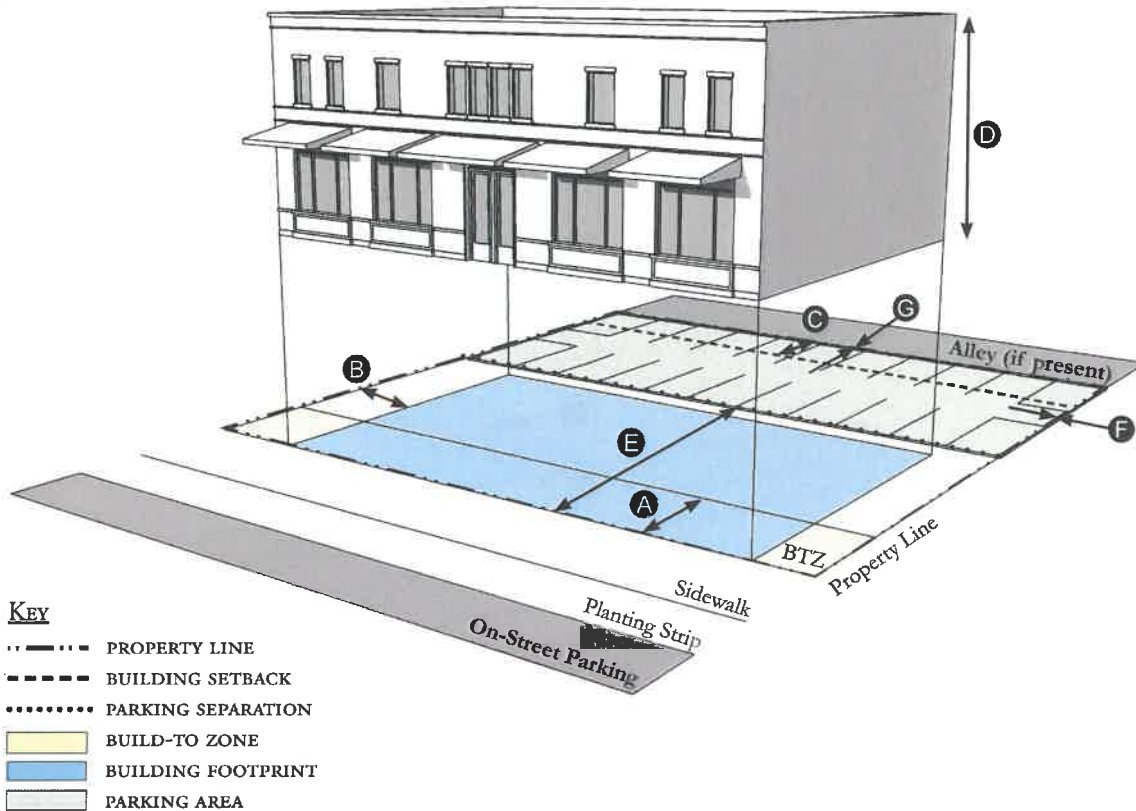 D
G
C
Alley (if present)
B
F
E
A
BTZ
Property Line
Sidewalk
Planting Strip
On-Street Parking
KEY
PROPERTY LINE
BUILDING SETBACK
PARKING SEPARATION
BUILD-TO ZONE
BUILDING FOOTPRINT
PARKING AREA